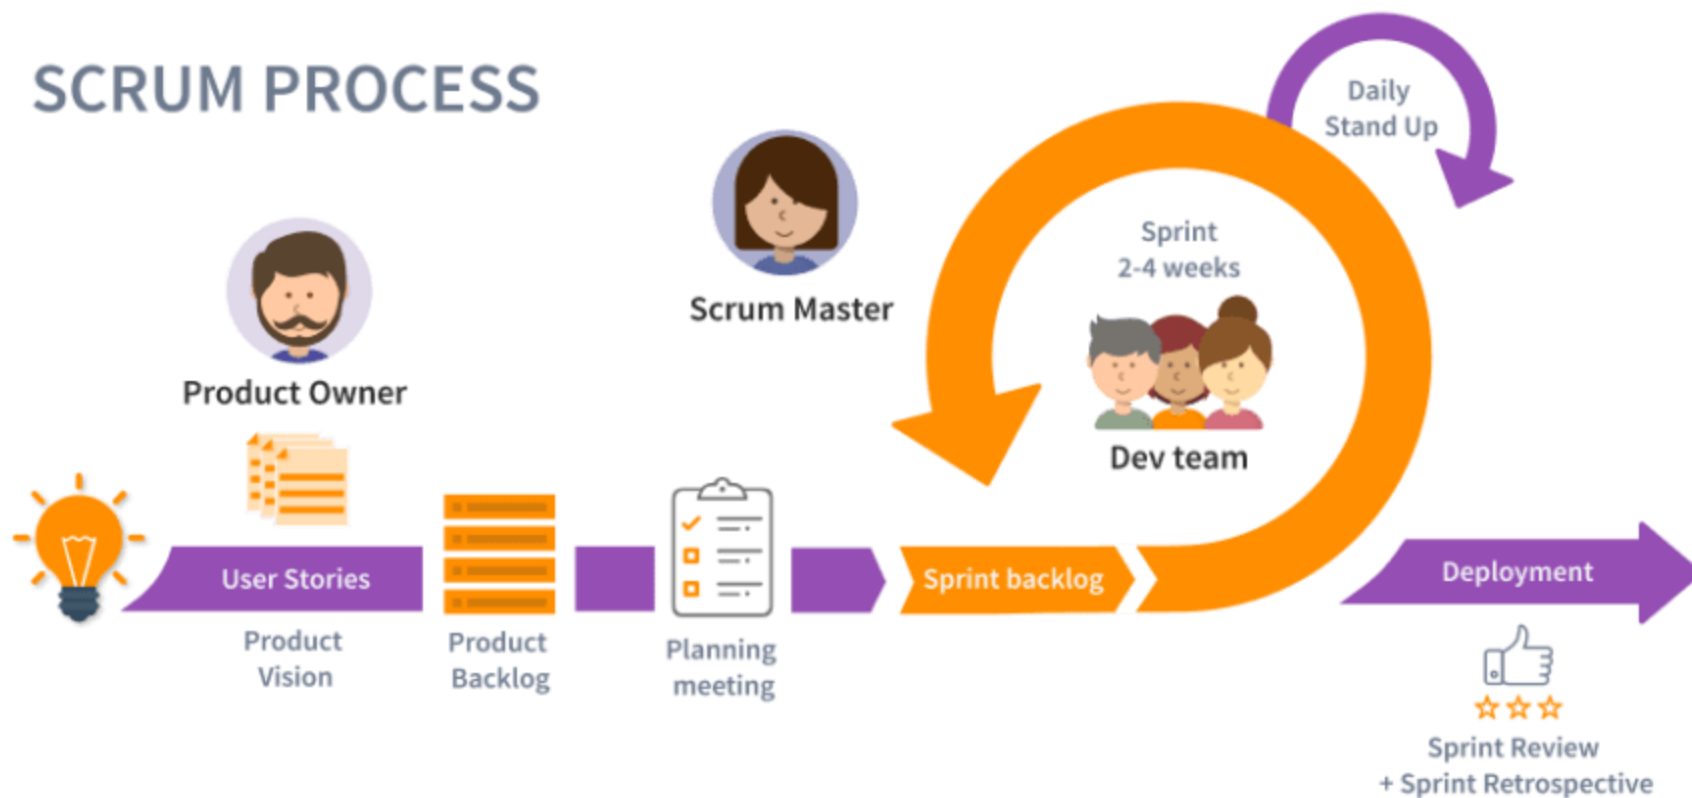 SCRUM PROCESS
Daily
Stand Up
Sprint
2-4 weeks
Scrum Master
Product Owner
Dev team
User Stories
Sprint backlog
Deployment
Product
Vision
Product
Backlog
Planning
meeting
Sprint Review
+ Sprint Retrospective